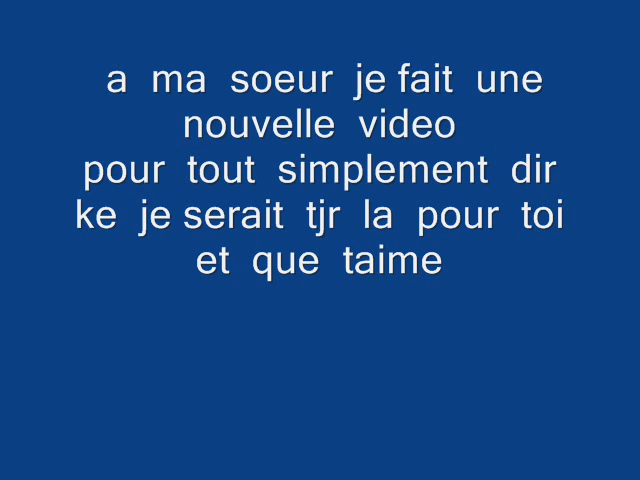 a ma soeur je fait une
nouvelle video
pour tout simplement dir
ke je serait tjr la pour toi
et que taime